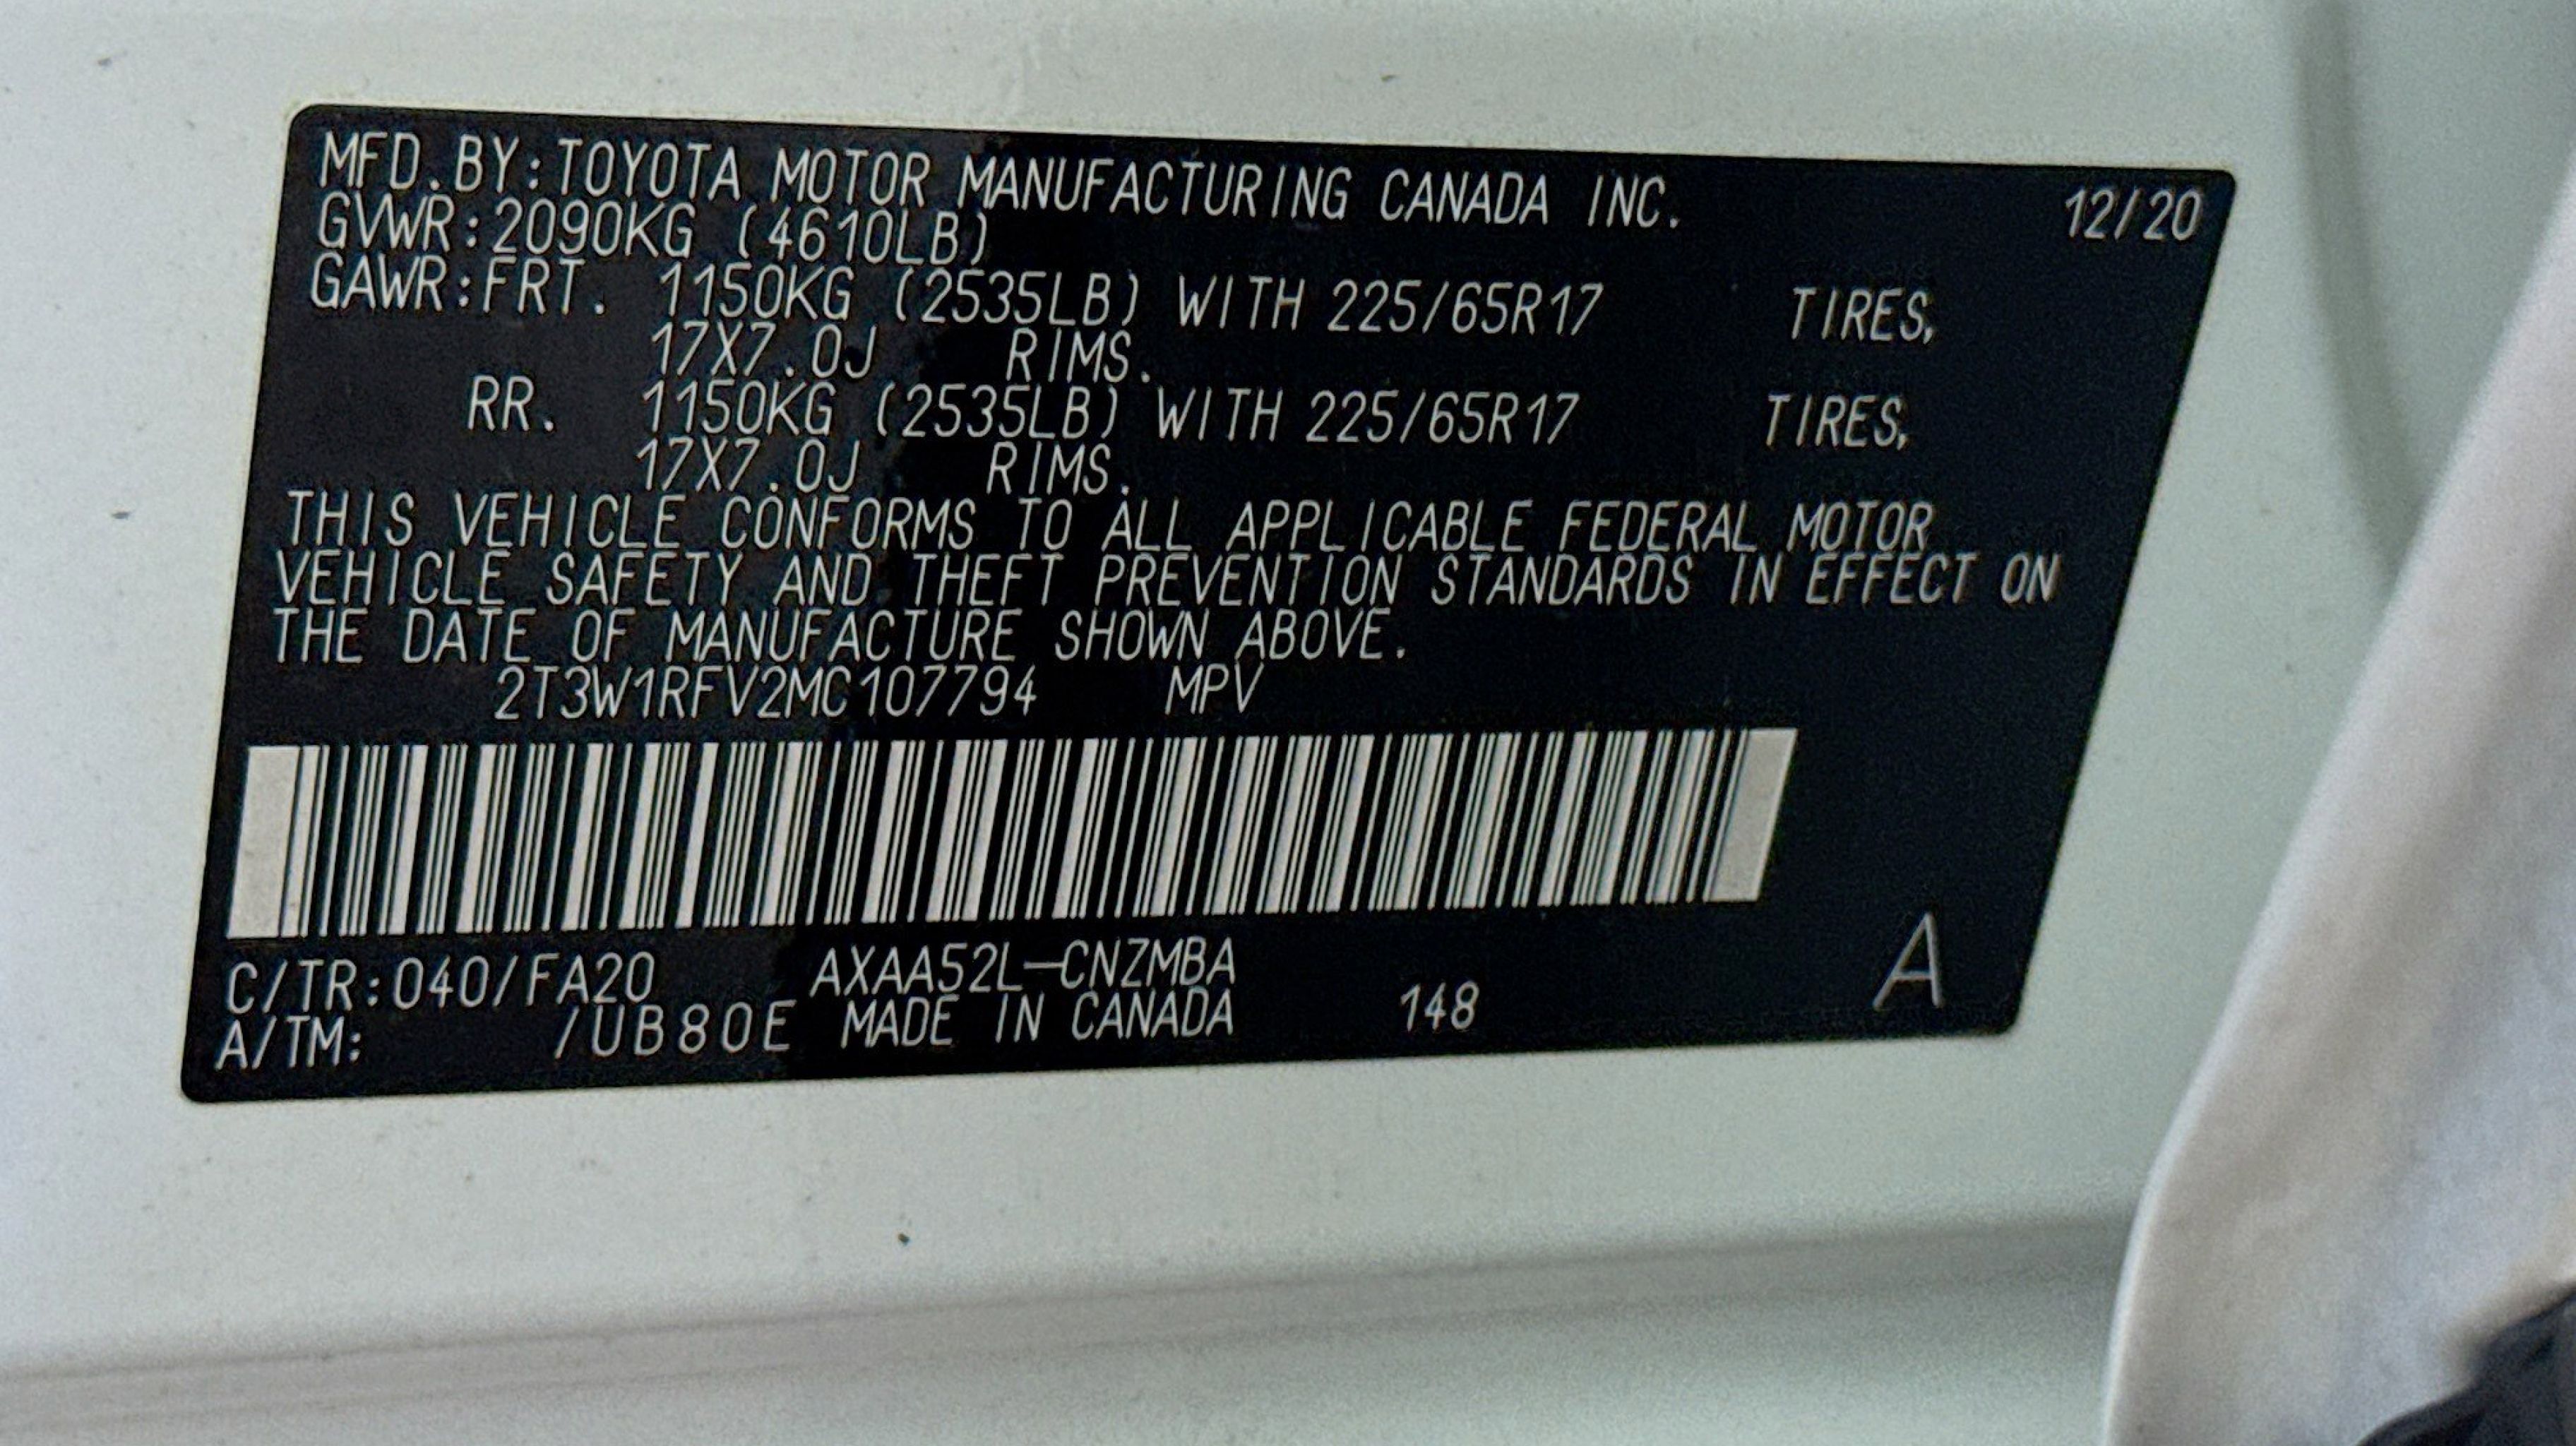 MFD.BY:TOYOTA MOTOR MANUFACTURING CANADA INC. 12/20
GVWR:2090KG (4610LB)
GAWR:FRT. 1150KG (2535LB) WITH 225/65R17 TIRES,
17X7.0J RIMS.
RR. 1150KG (2535LB) WITH 225/65R17 TIRES,
17X7.0J RIMS.
THIS VEHICLE CONFORMS TO ALL APPLICABLE FEDERAL MOTOR
VEHICLE SAFETY AND THEFT PREVENTION STANDARDS IN EFFECT ON
THE DATE OF MANUFACTURE SHOWN ABOVE.
2T3W1RFV2MC107794 MPV
C/TR:040/FA20 AXAA52L-CNZMBA A
A/TM: /UB80E MADE IN CANADA 148